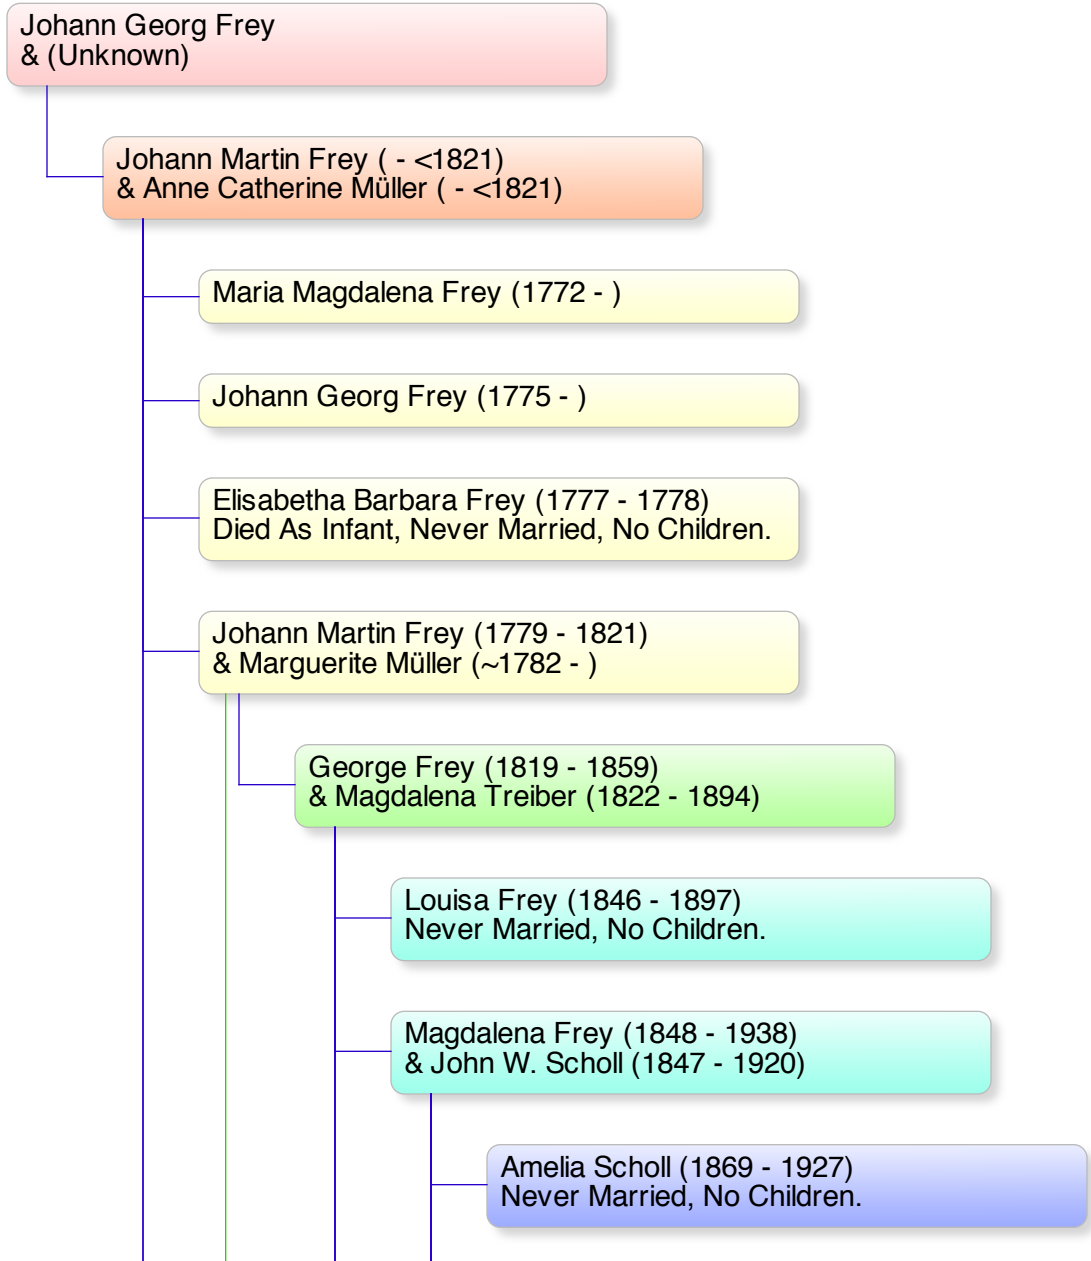 Johann Georg Frey
& (Unknown)
Johann Martin Frey ( - <1821)
& Anne Catherine Müller ( - <1821)
Maria Magdalena Frey (1772 - )
Johann Georg Frey (1775 - )
Elisabetha Barbara Frey (1777 - 1778)
Died As Infant, Never Married, No Children.
Johann Martin Frey (1779 - 1821)
& Marguerite Müller (~1782 - )
George Frey (1819 - 1859)
& Magdalena Treiber (1822 - 1894)
Louisa Frey (1846 - 1897)
Never Married, No Children.
Magdalena Frey (1848 - 1938)
& John W. Scholl (1847 - 1920)
Amelia Scholl (1869 - 1927)
Never Married, No Children.